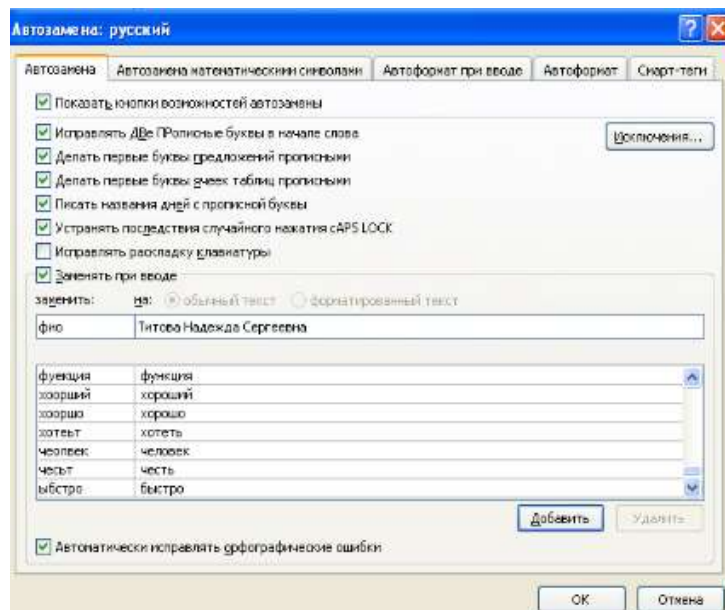 Автозамена: русский
Автозамена Автозамена математическими символами Автоформат при вводе Автоформат Смарт-теги
Показать кнопки возможностей автозамены
Исправлять ДВе ПРописные буквы в начале слова
Исключения...
Делать первые буквы предложений прописными
Делать первые буквы ячеек таблиц прописными
Писать названия дней с прописной буквы
Устранять последствия случайного нажатия cAPS LOCK
Исправлять раскладку клавиатуры
Заменять при вводе
заменить: на: обычный текст форматированный текст
фио Титова Надежда Сергеевна
фуекция функция
хоорший хороший
хооршо хорошо
хотеьт хотеть
чеолвек человек
чесьт честь
ыбстро быстро
Добавить Удалить
Автоматически исправлять орфографические ошибки
ОК Отмена